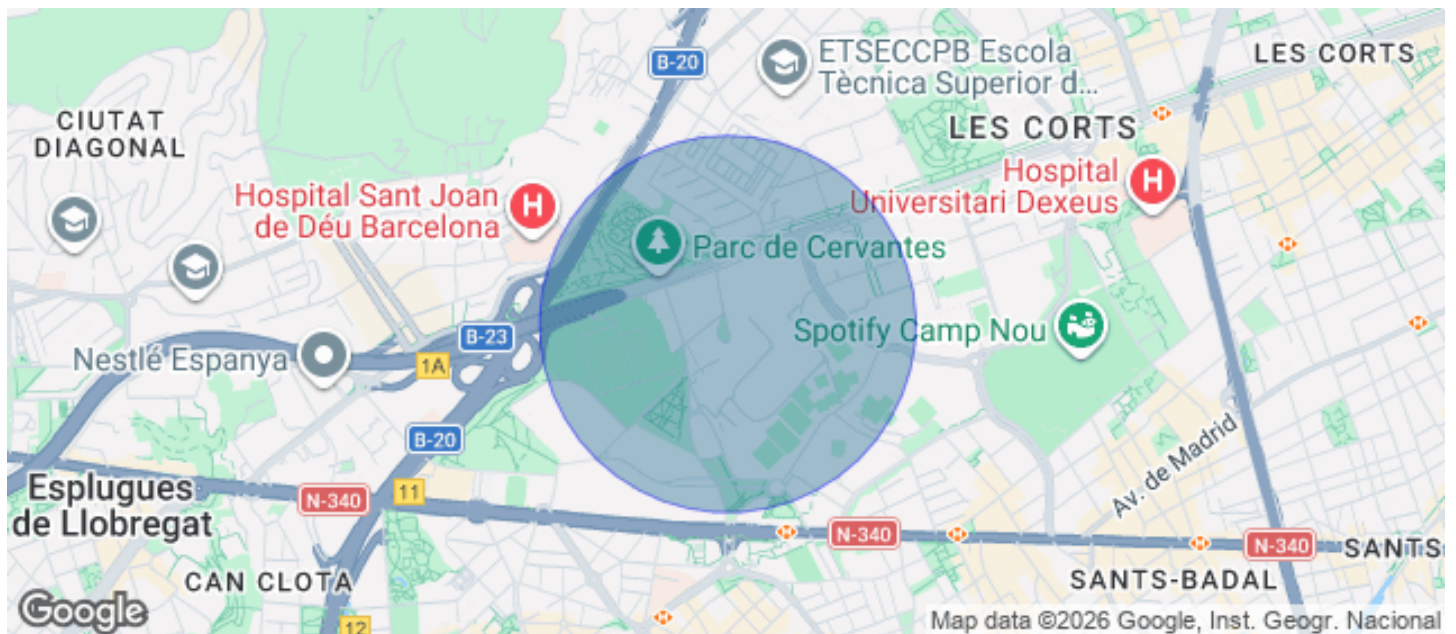 B-20
ETSECCPB Escola
Tècnica Superior d...
LES CORTS
CIUTAT
DIAGONAL
LES CORTS
Hospital
Universitari Dexeus
H
Hospital Sant Joan
de Déu Barcelona
H
Parc de Cervantes
Spotify Camp Nou
B-23
Nestlé Espanya
1A
B-20
Av. de Madrid
Esplugues
de Llobregat
N-340
11
N-340
N-340
SANTS-
CAN CLOTA
SANTS-BADAL
12
Google
Map data ©2026 Google, Inst. Geogr. Nacional